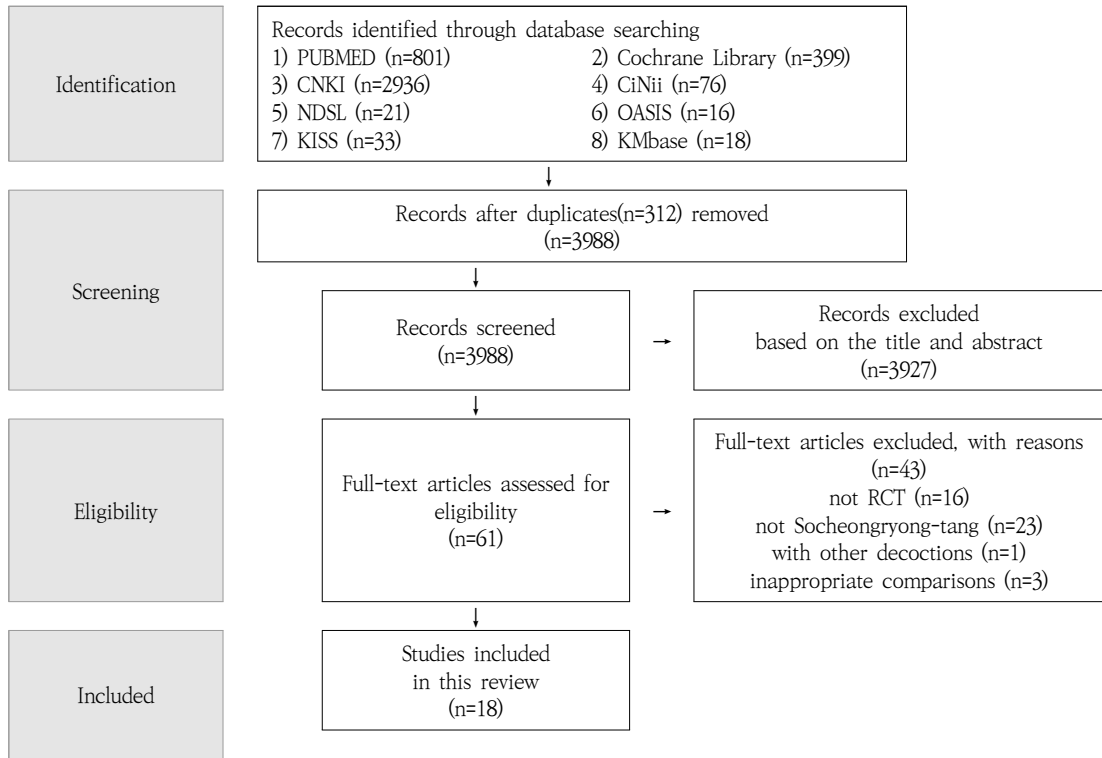 Identification
Records identified through database searching
1) PUBMED (n=801) 2) Cochrane Library (n=399)
3) CNKI (n=2936) 4) CiNii (n=76)
5) NDSL (n=21) 6) OASIS (n=16)
7) KISS (n=33) 8) KMbase (n=18)
Screening
Records after duplicates(n=312) removed
(n=3988)
Records screened
(n=3988)
Records excluded
based on the title and abstract
(n=3927)
Eligibility
Full-text articles assessed for
eligibility
(n=61)
Full-text articles excluded, with reasons
(n=43)
not RCT (n=16)
not Socheongryong-tang (n=23)
with other decoctions (n=1)
inappropriate comparisons (n=3)
Included
Studies included
in this review
(n=18)